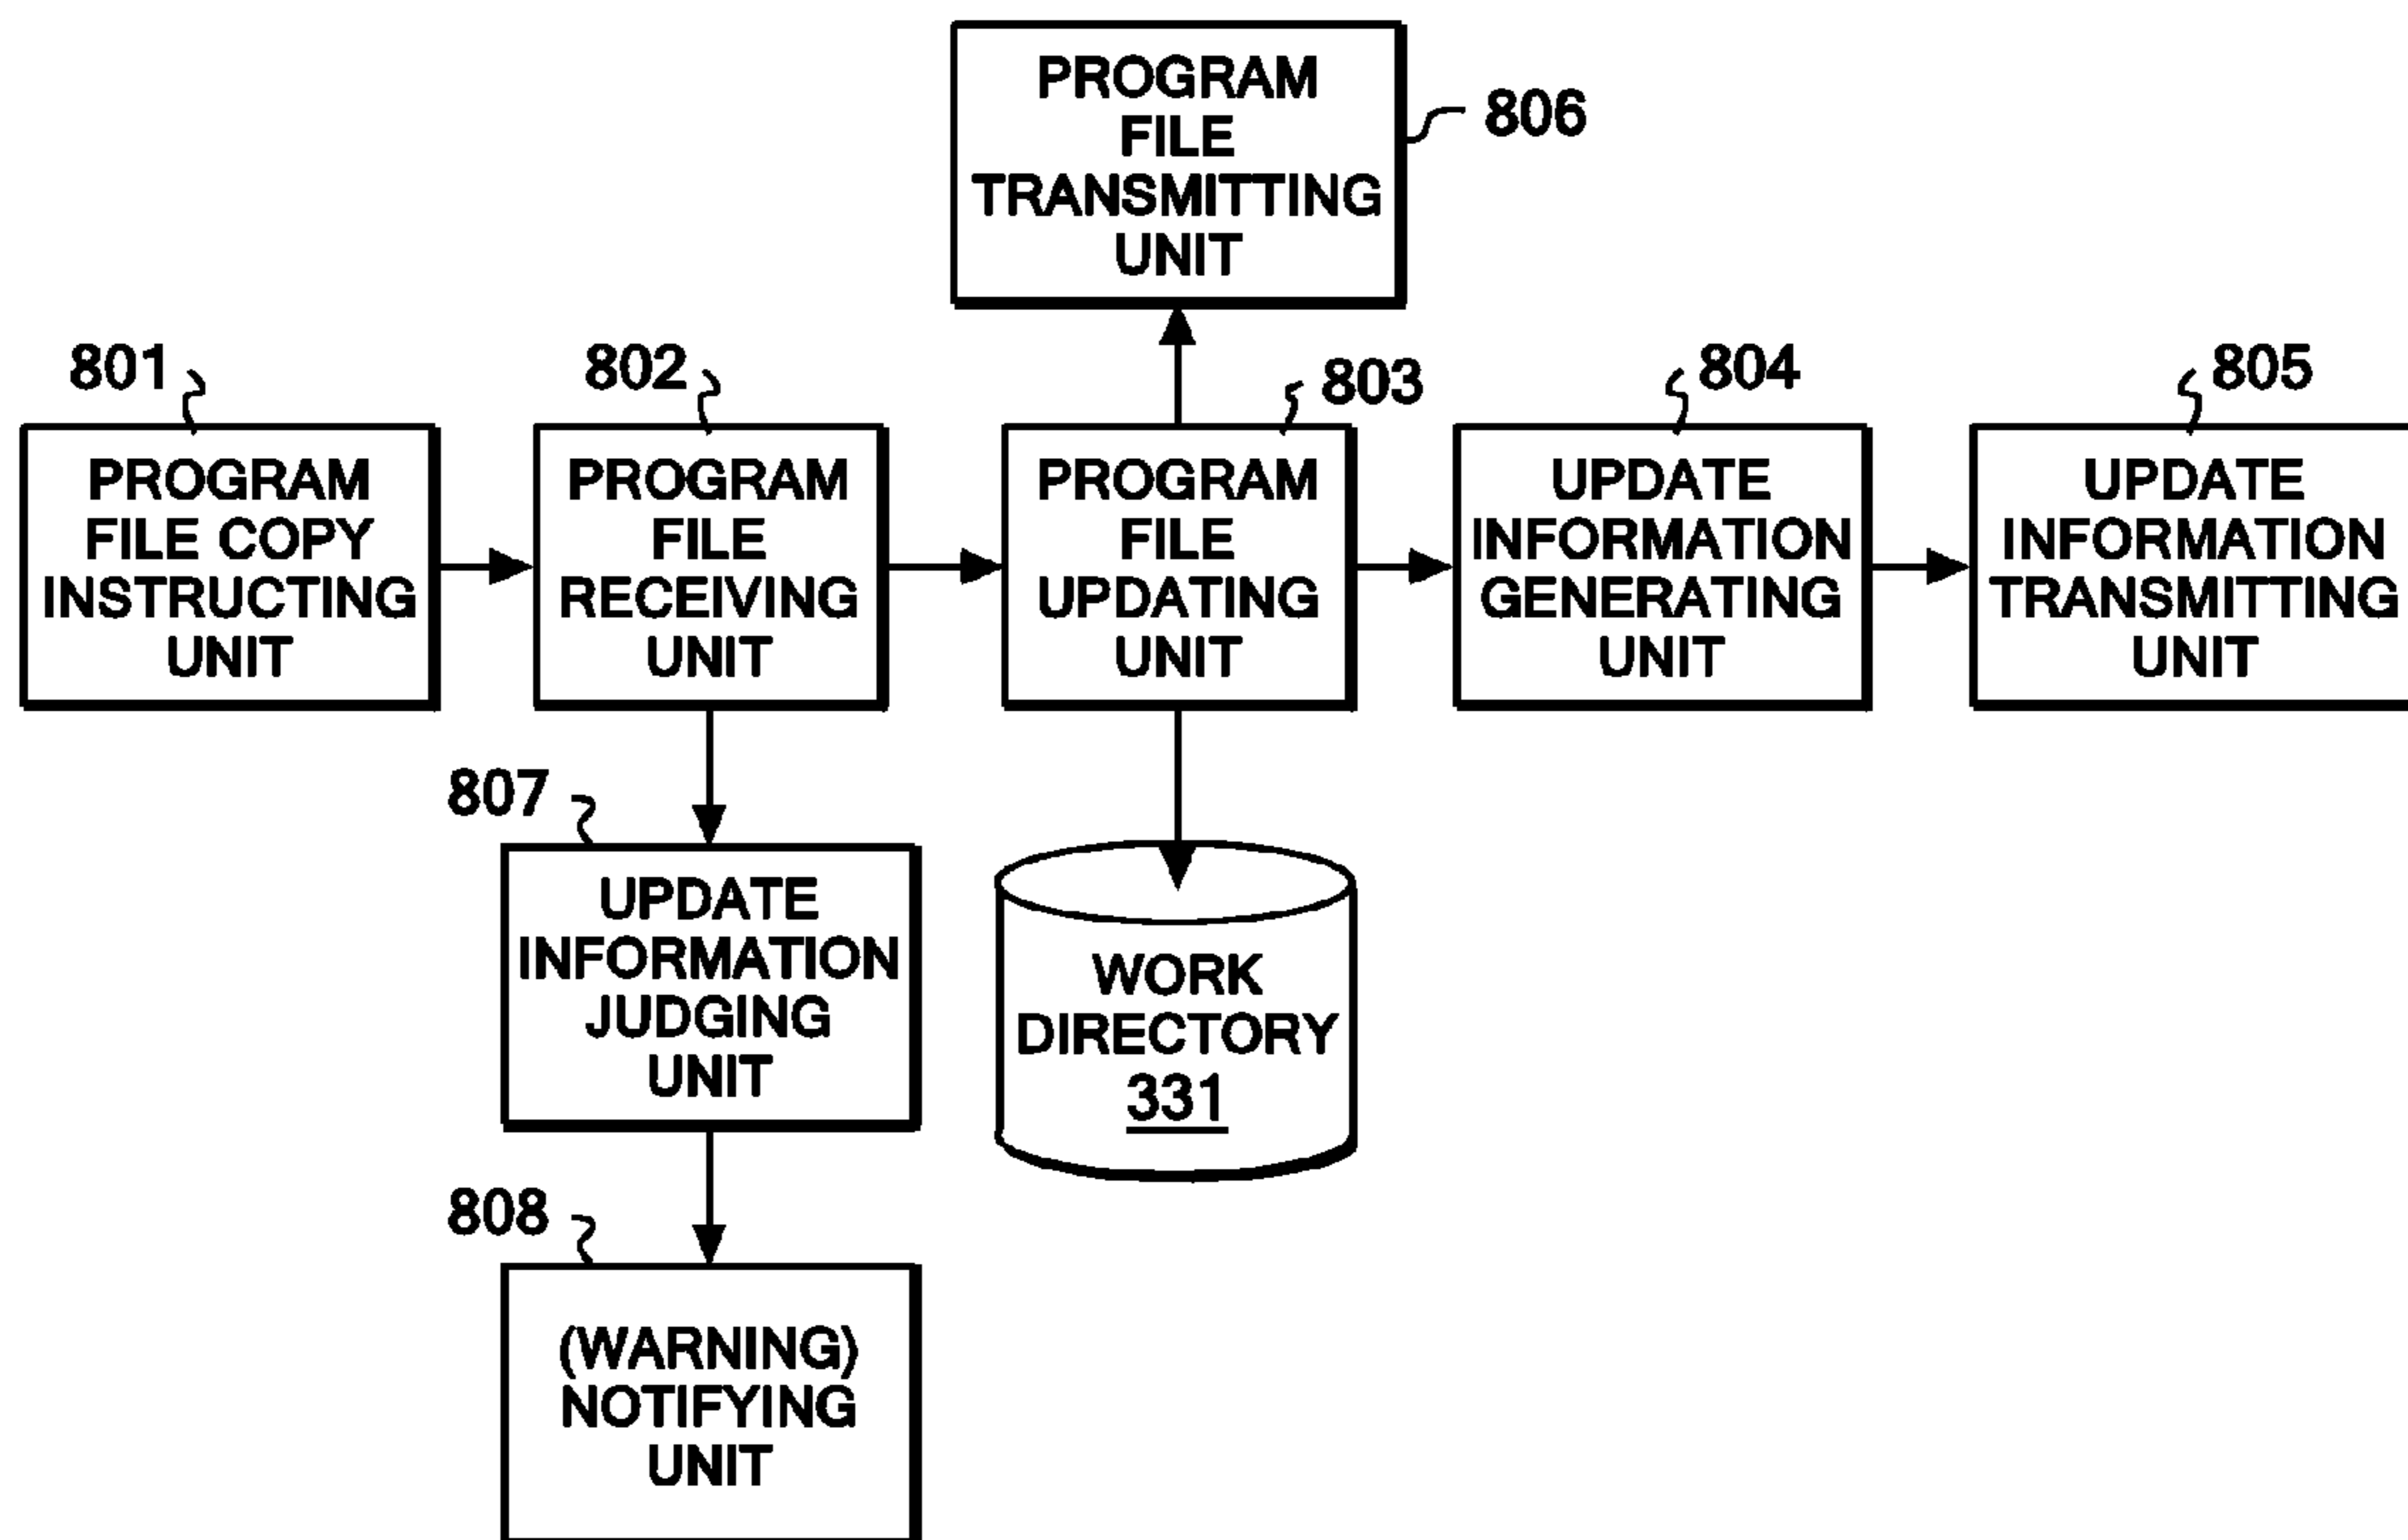 PROGRAM
FILE
TRANSMITTING
UNIT
806
801
PROGRAM
FILE COPY
INSTRUCTING
UNIT
802
PROGRAM
FILE
RECEIVING
UNIT
803
PROGRAM
FILE
UPDATING
UNIT
804
UPDATE
INFORMATION
GENERATING
UNIT
805
UPDATE
INFORMATION
TRANSMITTING
UNIT
807
UPDATE
INFORMATION
JUDGING
UNIT
WORK
DIRECTORY
331
808
(WARNING)
NOTIFYING
UNIT